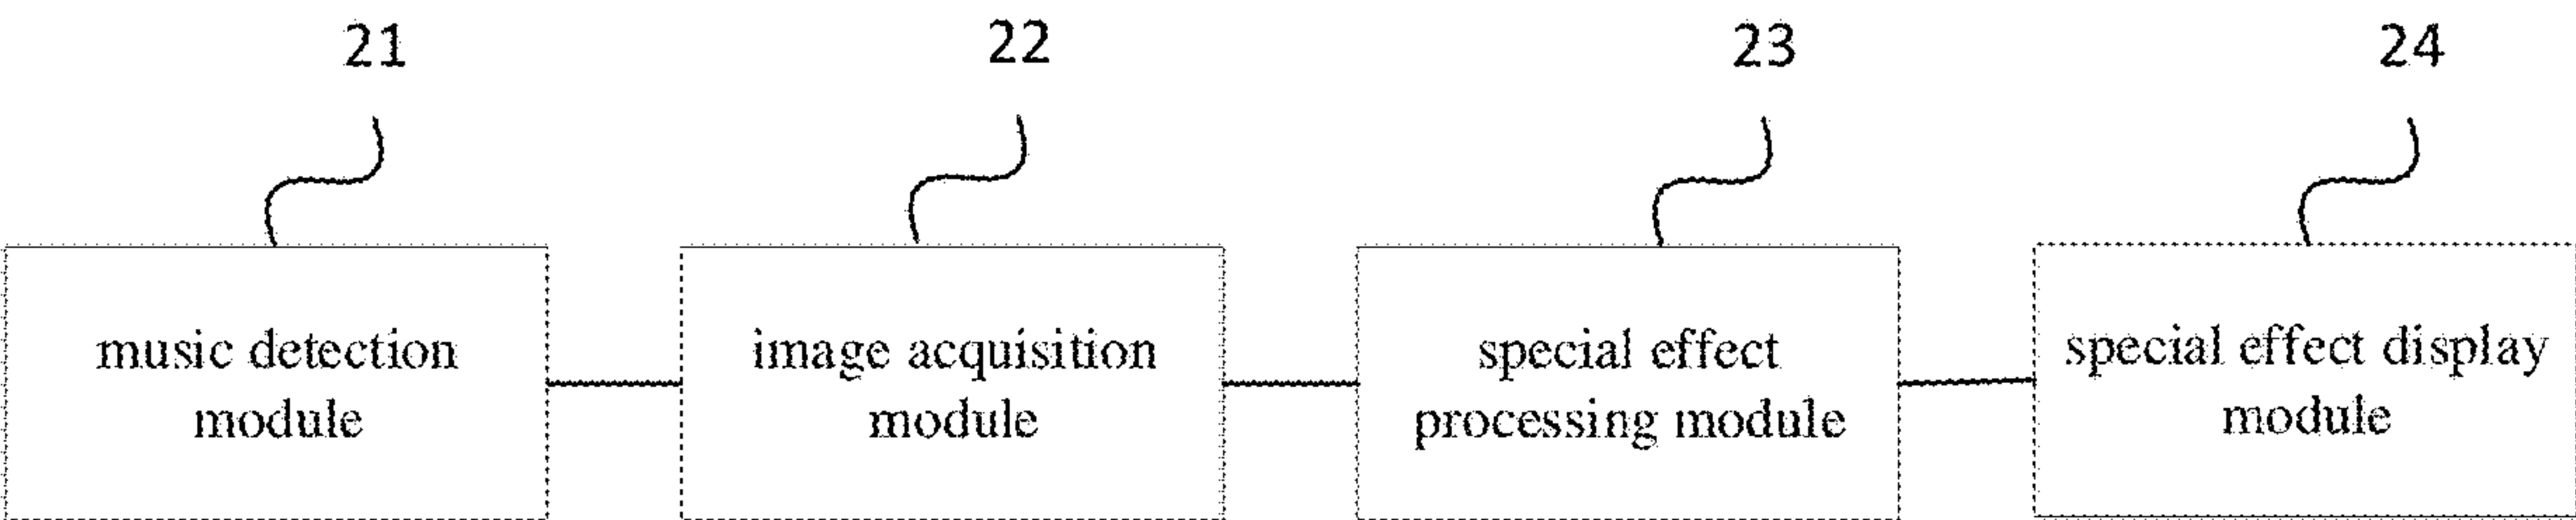 21 22 23 24
music detection
module
image acquisition
module
special effect
processing module
special effect display
module